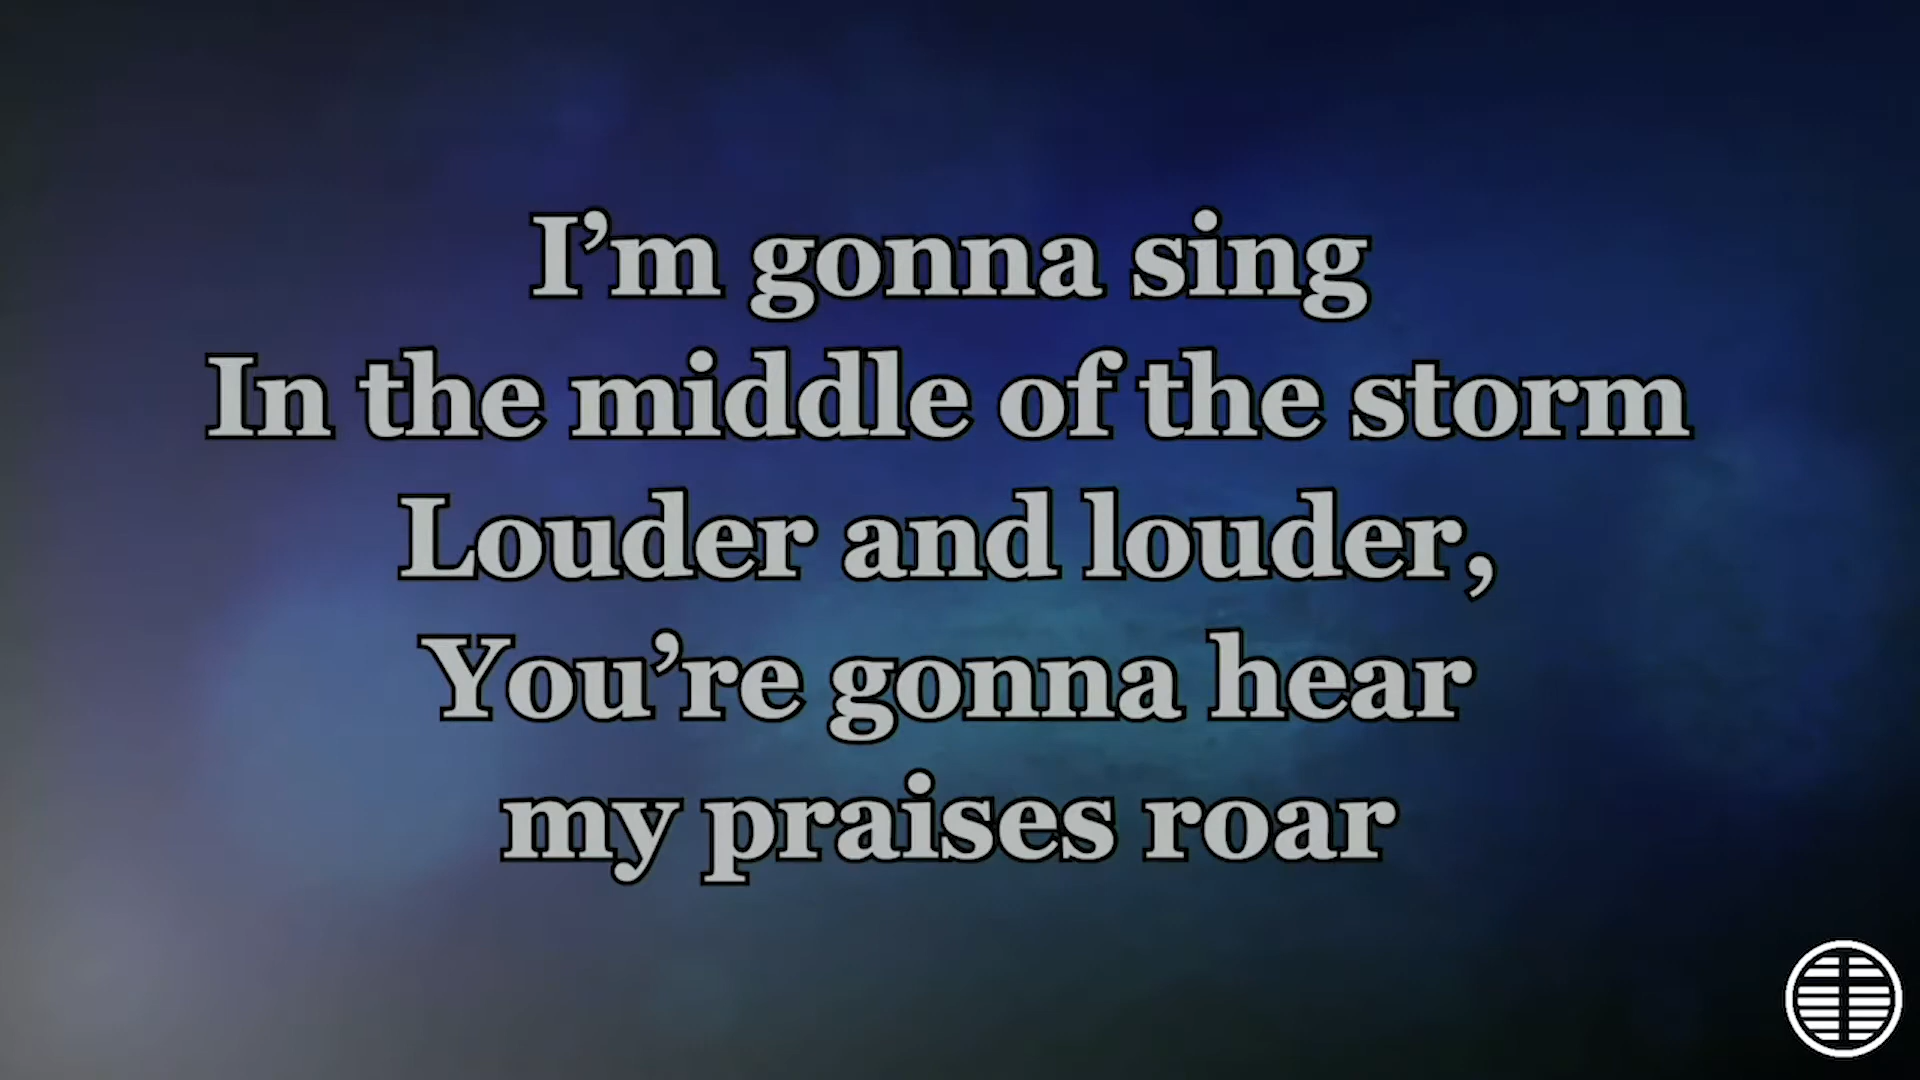 I’m gonna sing
In the middle of the storm
Louder and louder,
You’re gonna hear
my praises roar